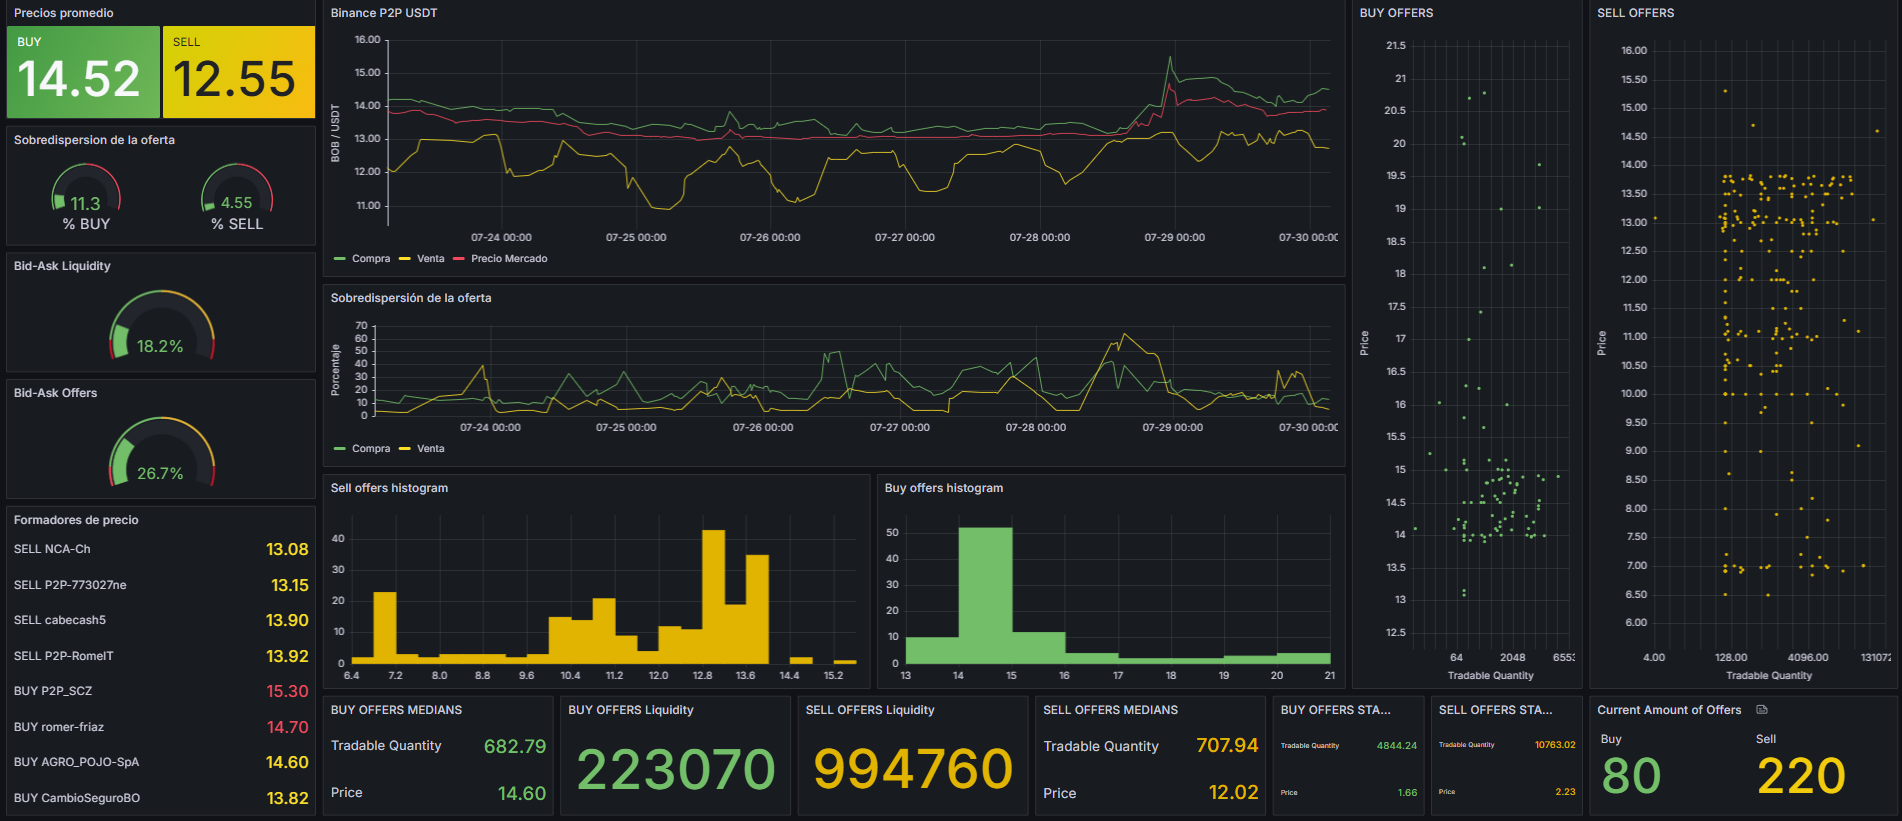 Precios promedio
BUY
14.52
SELL
12.55
Sobredispersion de la oferta
11.3
% BUY
4.55
% SELL
Bid-Ask Liquidity
18.2%
Bid-Ask Offers
26.7%
Formadores de precio
SELL NCA-Ch 13.08
SELL P2P-773027ne 13.15
SELL cabecash5 13.90
SELL P2P-RomeIT 13.92
BUY P2P_SCZ 15.30
BUY romer-friaz 14.70
BUY AGRO_POJO-SpA 14.60
BUY CambioSeguroBO 13.82
Binance P2P USDT
BOB / USDT
16.00
15.00
14.00
13.00
12.00
11.00
07-24 00:00 07-25 00:00 07-26 00:00 07-27 00:00 07-28 00:00 07-29 00:00 07-30 00:00
Compra Venta Precio Mercado
Sobredispersión de la oferta
Porcentaje
70
60
50
40
30
20
10
0
07-24 00:00 07-25 00:00 07-26 00:00 07-27 00:00 07-28 00:00 07-29 00:00 07-30 00:00
Compra Venta
Sell offers histogram
40
30
20
10
0
6.4 7.2 8.0 8.8 9.6 10.4 11.2 12.0 12.8 13.6 14.4 15.2
Buy offers histogram
50
40
30
20
10
0
13 14 15 16 17 18 19 20 21
BUY OFFERS
Price
21.5
21
20.5
20
19.5
19
18.5
18
17.5
17
16.5
16
15.5
15
14.5
14
13.5
13
12.5
64 2048 6553
Tradable Quantity
SELL OFFERS
Price
16.00
15.50
15.00
14.50
14.00
13.50
13.00
12.50
12.00
11.50
11.00
10.50
10.00
9.50
9.00
8.50
8.00
7.50
7.00
6.50
6.00
4.00 128.00 4096.00 131072
Tradable Quantity
BUY OFFERS MEDIANS
Tradable Quantity 682.79
Price 14.60
BUY OFFERS Liquidity
223070
SELL OFFERS Liquidity
994760
SELL OFFERS MEDIANS
Tradable Quantity 707.94
Price 12.02
BUY OFFERS STA...
Tradable Quantity 4844.24
Price 1.66
SELL OFFERS STA...
Tradable Quantity 10763.02
Price 2.23
Current Amount of Offers
Buy
80
Sell
220